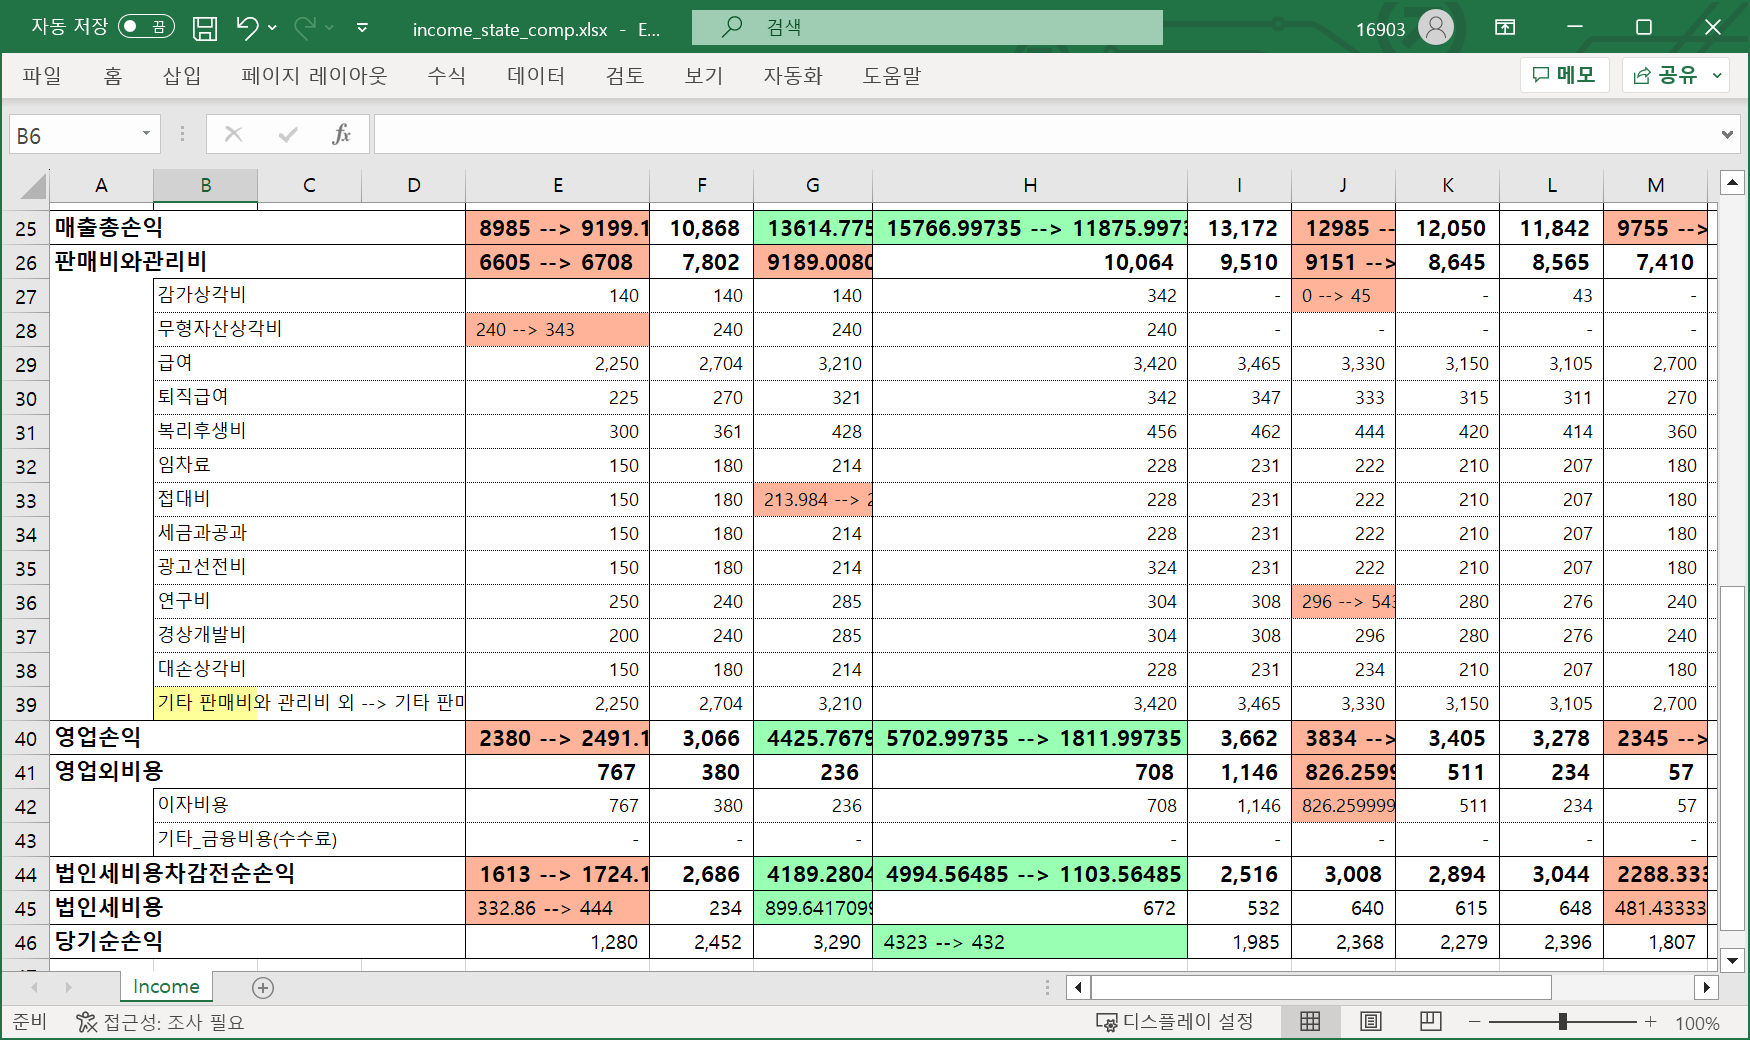 자동 저장 끔 income_state_comp.xlsx - E... 검색 16903
파일 홈 삽입 페이지 레이아웃 수식 데이터 검토 보기 자동화 도움말 메모 공유
B6 fx
A B C D E F G H I J K L M
25 매출총손익 8985 --> 9199.1 10,868 13614.775 15766.99735 --> 11875.9973 13,172 12985 -- 12,050 11,842 9755 -->
26 판매비와관리비 6605 --> 6708 7,802 9189.0080 10,064 9,510 9151 --> 8,645 8,565 7,410
27 감가상각비 140 140 140 342 - 0 --> 45 - 43 -
28 무형자산상각비 240 --> 343 240 240 240 - - - - -
29 급여 2,250 2,704 3,210 3,420 3,465 3,330 3,150 3,105 2,700
30 퇴직급여 225 270 321 342 347 333 315 311 270
31 복리후생비 300 361 428 456 462 444 420 414 360
32 임차료 150 180 214 228 231 222 210 207 180
33 접대비 150 180 213.984 --> 2 228 231 222 210 207 180
34 세금과공과 150 180 214 228 231 222 210 207 180
35 광고선전비 150 180 214 324 231 222 210 207 180
36 연구비 250 240 285 304 308 296 --> 543 280 276 240
37 경상개발비 200 240 285 304 308 296 280 276 240
38 대손상각비 150 180 214 228 231 234 210 207 180
39 기타 판매비와 관리비 외 --> 기타 판매 2,250 2,704 3,210 3,420 3,465 3,330 3,150 3,105 2,700
40 영업손익 2380 --> 2491.1 3,066 4425.7679 5702.99735 --> 1811.99735 3,662 3834 --> 3,405 3,278 2345 -->
41 영업외비용 767 380 236 708 1,146 826.2599 511 234 57
42 이자비용 767 380 236 708 1,146 826.259999 511 234 57
43 기타_금융비용(수수료) - - - - - - - - -
44 법인세비용차감전순손익 1613 --> 1724.1 2,686 4189.2804 4994.56485 --> 1103.56485 2,516 3,008 2,894 3,044 2288.333
45 법인세비용 332.86 --> 444 234 899.6417099 672 532 640 615 648 481.43333
46 당기순손익 1,280 2,452 3,290 4323 --> 432 1,985 2,368 2,279 2,396 1,807
Income
준비 접근성: 조사 필요 디스플레이 설정 100%